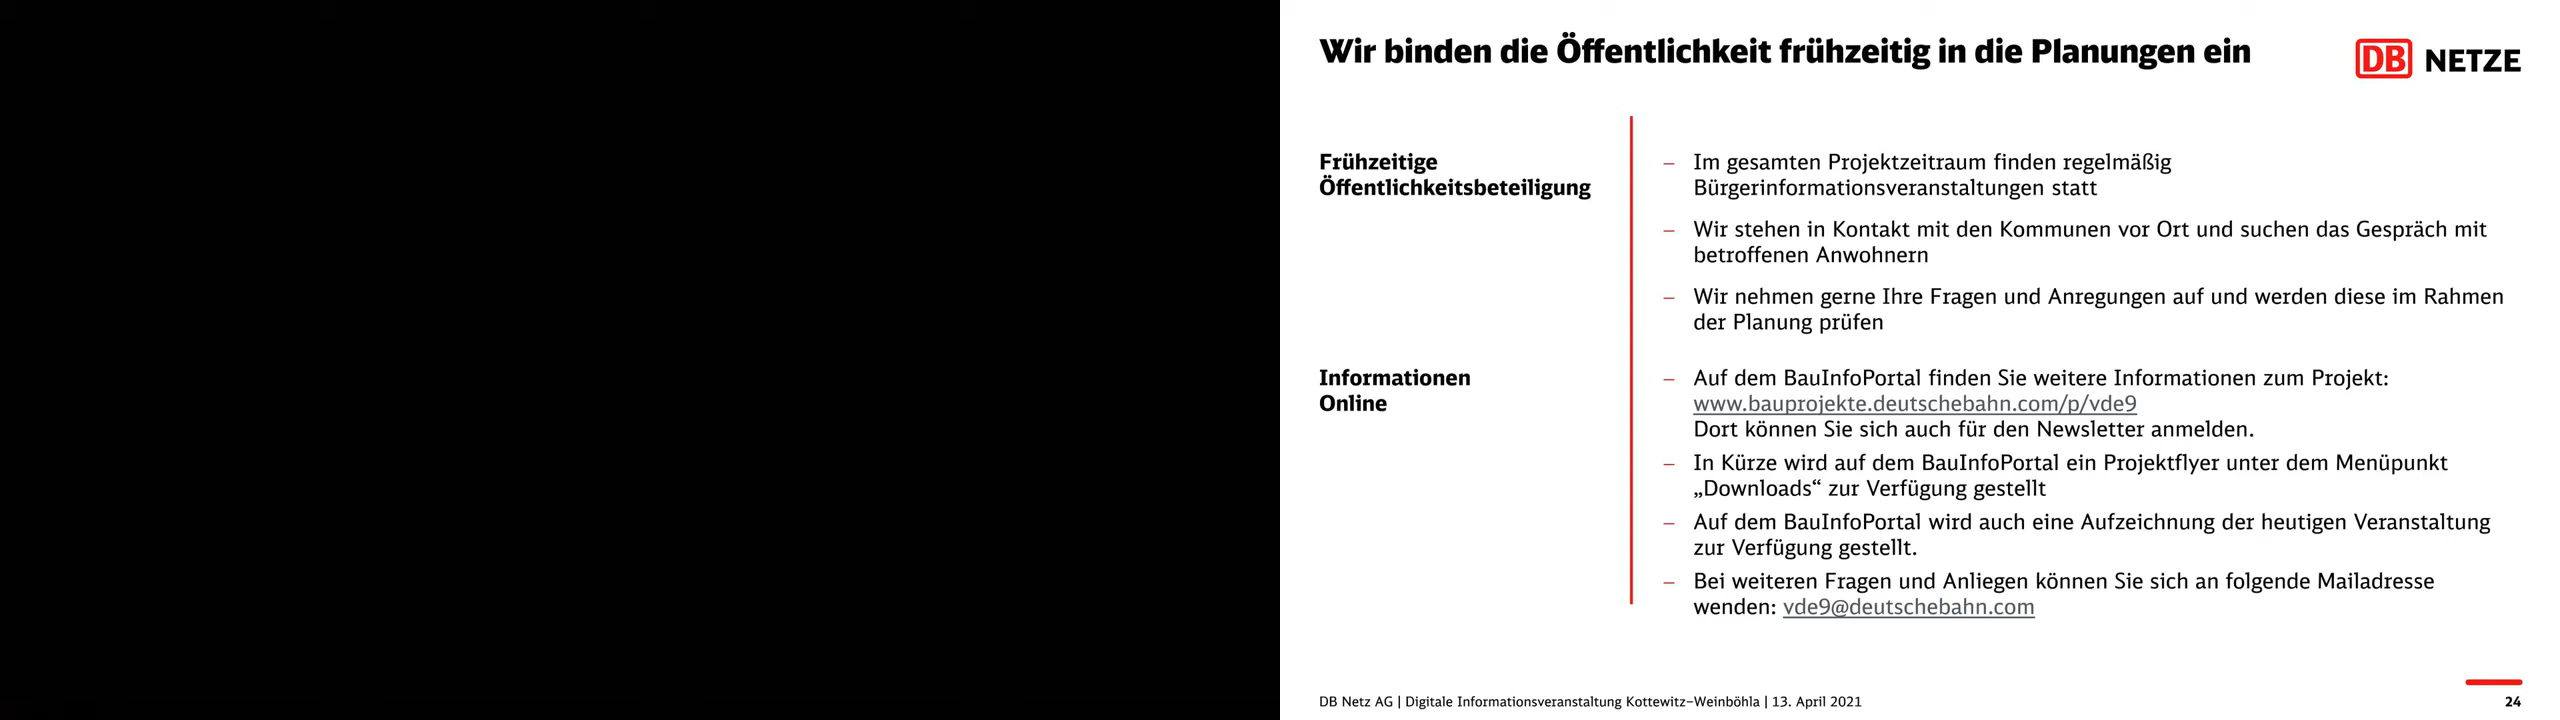 Wir binden die Öffentlichkeit frühzeitig in die Planungen ein
DB NETZE
Frühzeitige
Öffentlichkeitsbeteiligung
– Im gesamten Projektzeitraum finden regelmäßig
Bürgerinformationsveranstaltungen statt
– Wir stehen in Kontakt mit den Kommunen vor Ort und suchen das Gespräch mit
betroffenen Anwohnern
– Wir nehmen gerne Ihre Fragen und Anregungen auf und werden diese im Rahmen
der Planung prüfen
Informationen
Online
– Auf dem BauInfoPortal finden Sie weitere Informationen zum Projekt:
www.bauprojekte.deutschebahn.com/p/vde9
Dort können Sie sich auch für den Newsletter anmelden.
– In Kürze wird auf dem BauInfoPortal ein Projektflyer unter dem Menüpunkt
„Downloads“ zur Verfügung gestellt
– Auf dem BauInfoPortal wird auch eine Aufzeichnung der heutigen Veranstaltung
zur Verfügung gestellt.
– Bei weiteren Fragen und Anliegen können Sie sich an folgende Mailadresse
wenden: vde9@deutschebahn.com
DB Netz AG | Digitale Informationsveranstaltung Kottewitz–Weinböhla | 13. April 2021
24